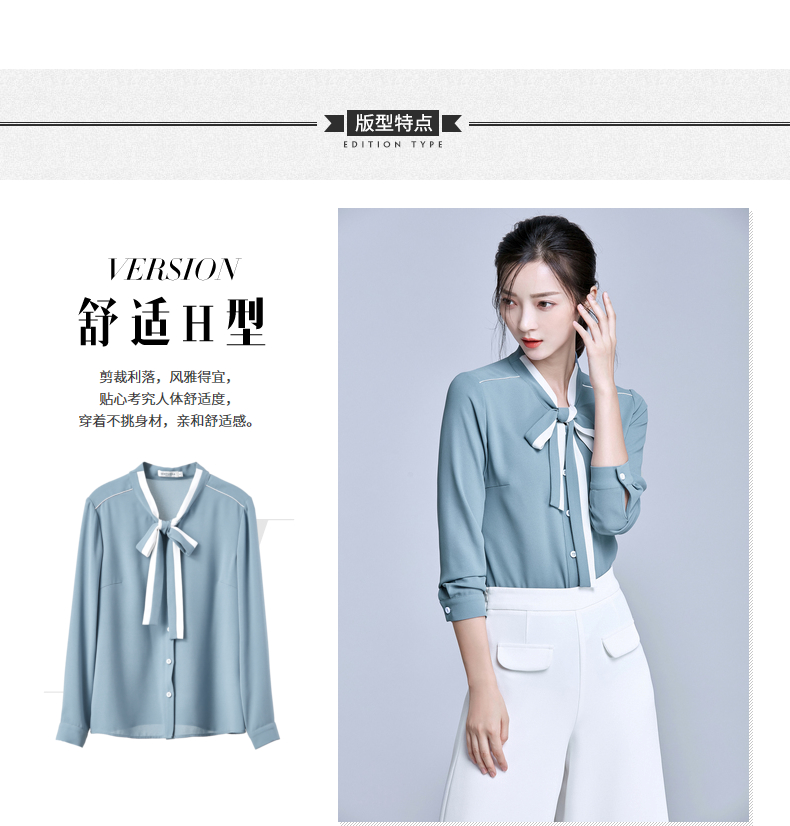 版型特点
EDITION TYPE
VERSION
舒适H型
剪裁利落，风雅得宜，
贴心考究人体舒适度，
穿着不挑身材，亲和舒适感。